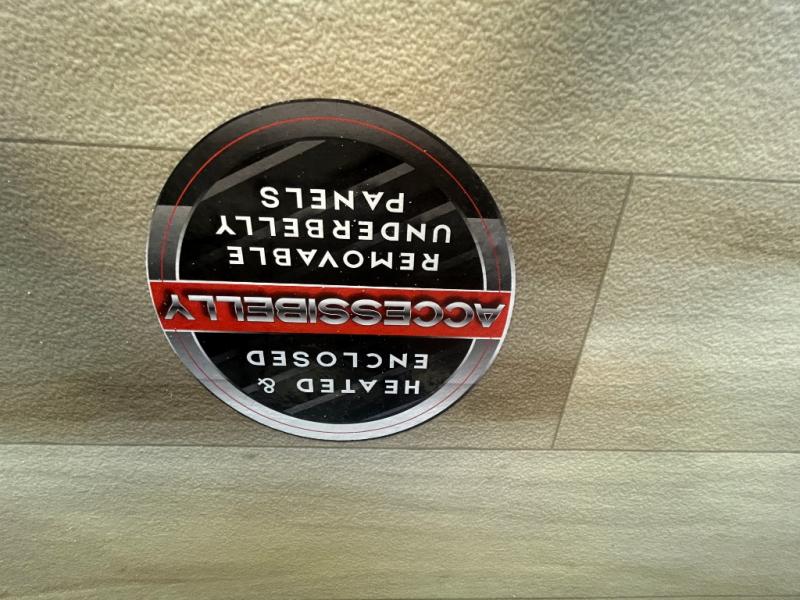 HEATED &
ENCLOSED
ACCESSIBELLY
REMOVABLE
UNDERBELLY
PANELS